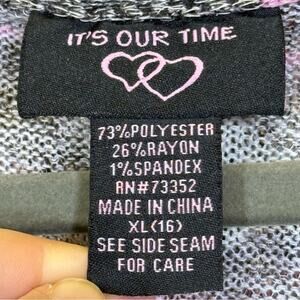 IT'S OUR TIME
73%POLYESTER
26%RAYON
1%SPANDEX
RN#73352
MADE IN CHINA
XL(16)
SEE SIDE SEAM
FOR CARE